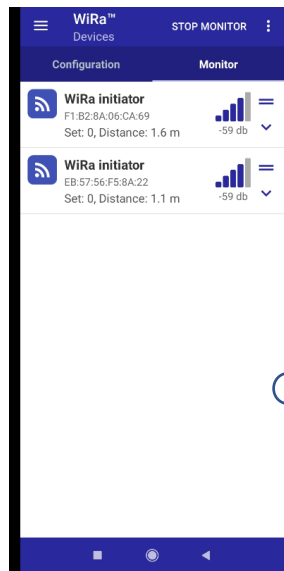 WiRa™
Devices
STOP MONITOR
Configuration
Monitor
WiRa initiator
F1:B2:8A:06:CA:69
Set: 0, Distance: 1.6 m
-59 db
WiRa initiator
EB:57:56:F5:8A:22
Set: 0, Distance: 1.1 m
-59 db